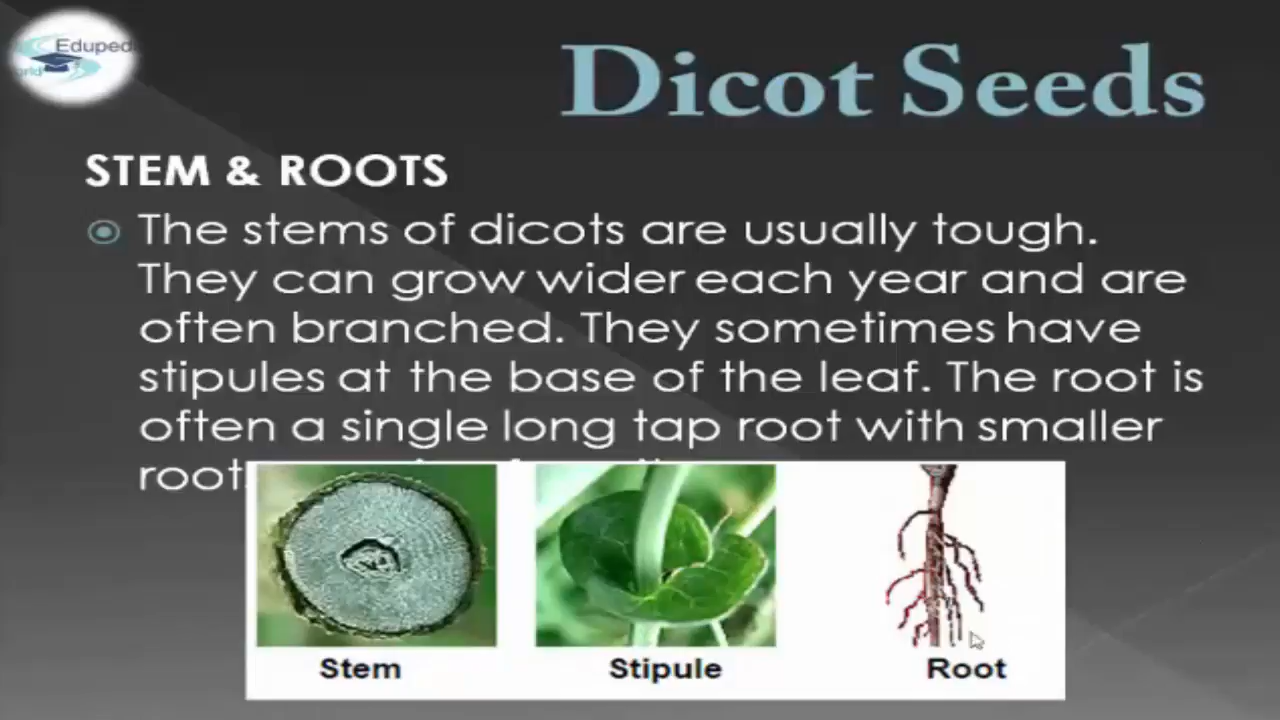 Eduped
orld
Dicot Seeds
STEM & ROOTS
The stems of dicots are usually tough.
They can grow wider each year and are
often branched. They sometimes have
stipules at the base of the leaf. The root is
often a single long tap root with smaller
root
Stem
Stipule
Root